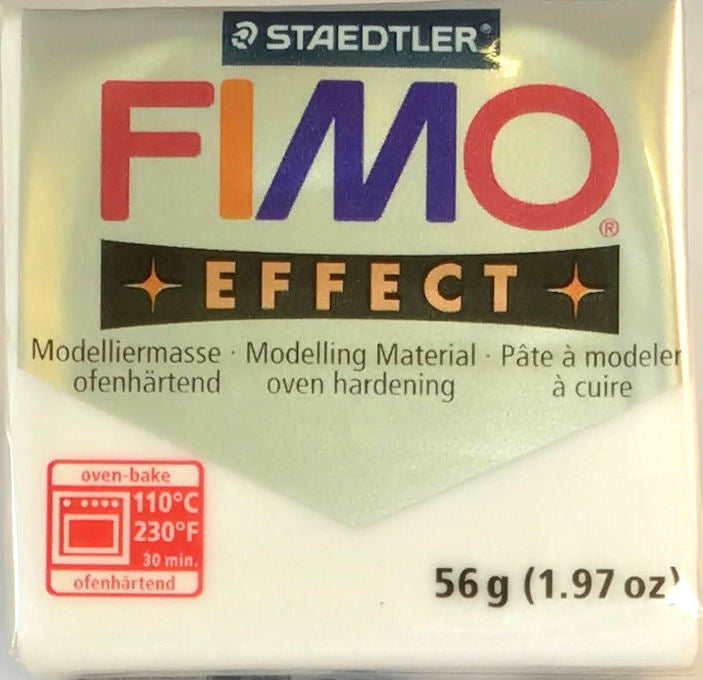 STAEDTLER®
FIMO®
EFFECT
Modelliermasse · Modelling Material · Pâte à modeler
ofenhärtend oven hardening à cuire
oven-bake
110°C
230°F
30 min.
ofenhärtend
56 g (1.97 oz)